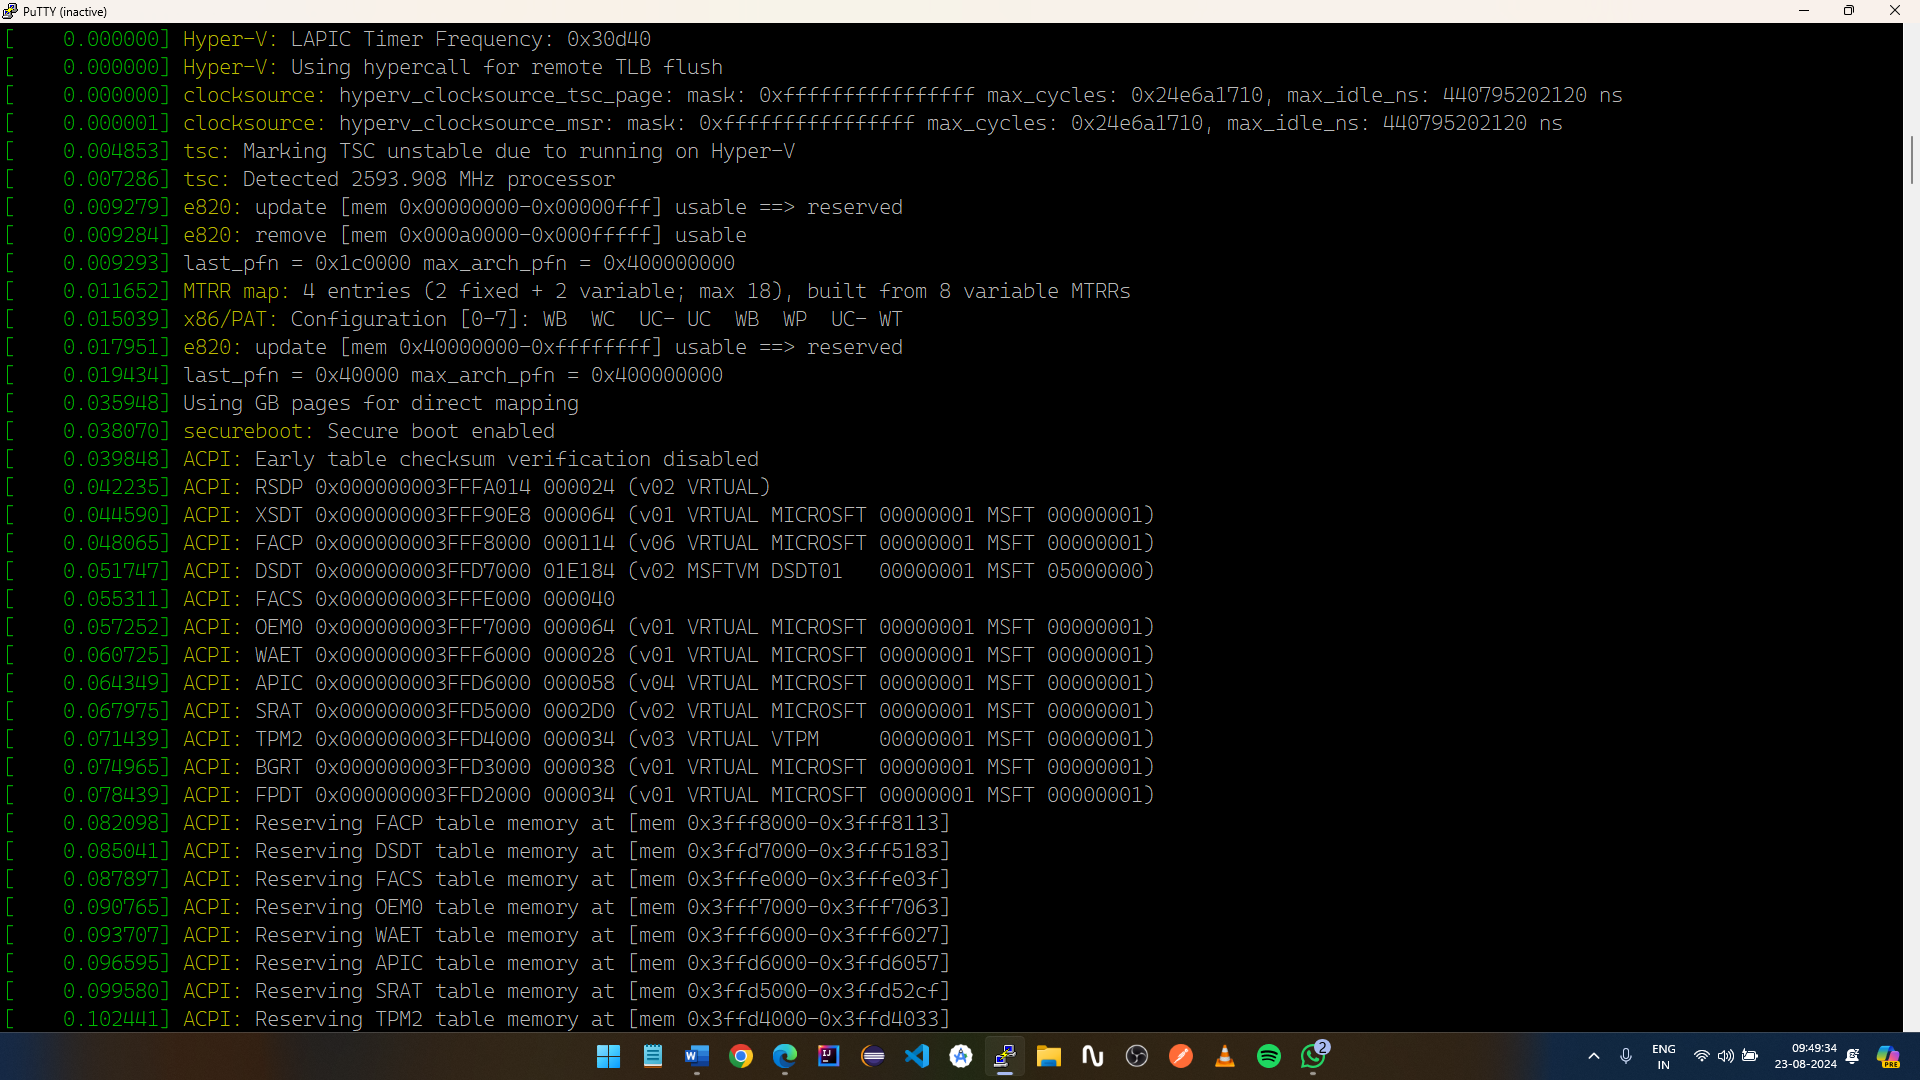 PuTTY (inactive)
[    0.000000] Hyper-V: LAPIC Timer Frequency: 0x30d40
[    0.000000] Hyper-V: Using hypercall for remote TLB flush
[    0.000000] clocksource: hyperv_clocksource_tsc_page: mask: 0xffffffffffffffff max_cycles: 0x24e6a1710, max_idle_ns: 440795202120 ns
[    0.000001] clocksource: hyperv_clocksource_msr: mask: 0xffffffffffffffff max_cycles: 0x24e6a1710, max_idle_ns: 440795202120 ns
[    0.004853] tsc: Marking TSC unstable due to running on Hyper-V
[    0.007286] tsc: Detected 2593.908 MHz processor
[    0.009279] e820: update [mem 0x00000000-0x00000fff] usable ==> reserved
[    0.009284] e820: remove [mem 0x000a0000-0x000fffff] usable
[    0.009293] last_pfn = 0x1c0000 max_arch_pfn = 0x400000000
[    0.011652] MTRR map: 4 entries (2 fixed + 2 variable; max 18), built from 8 variable MTRRs
[    0.015039] x86/PAT: Configuration [0-7]: WB  WC  UC- UC  WB  WP  UC- WT
[    0.017951] e820: update [mem 0x40000000-0xffffffff] usable ==> reserved
[    0.019434] last_pfn = 0x40000 max_arch_pfn = 0x400000000
[    0.035948] Using GB pages for direct mapping
[    0.038070] secureboot: Secure boot enabled
[    0.039848] ACPI: Early table checksum verification disabled
[    0.042235] ACPI: RSDP 0x000000003FFFA014 000024 (v02 VRTUAL)
[    0.044590] ACPI: XSDT 0x000000003FFF90E8 000064 (v01 VRTUAL MICROSFT 00000001 MSFT 00000001)
[    0.048065] ACPI: FACP 0x000000003FFF8000 000114 (v06 VRTUAL MICROSFT 00000001 MSFT 00000001)
[    0.051747] ACPI: DSDT 0x000000003FFD7000 01E184 (v02 MSFTVM DSDT01   00000001 MSFT 05000000)
[    0.055311] ACPI: FACS 0x000000003FFFE000 000040
[    0.057252] ACPI: OEM0 0x000000003FFF7000 000064 (v01 VRTUAL MICROSFT 00000001 MSFT 00000001)
[    0.060725] ACPI: WAET 0x000000003FFF6000 000028 (v01 VRTUAL MICROSFT 00000001 MSFT 00000001)
[    0.064349] ACPI: APIC 0x000000003FFD6000 000058 (v04 VRTUAL MICROSFT 00000001 MSFT 00000001)
[    0.067975] ACPI: SRAT 0x000000003FFD5000 0002D0 (v02 VRTUAL MICROSFT 00000001 MSFT 00000001)
[    0.071439] ACPI: TPM2 0x000000003FFD4000 000034 (v03 VRTUAL VTPM     00000001 MSFT 00000001)
[    0.074965] ACPI: BGRT 0x000000003FFD3000 000038 (v01 VRTUAL MICROSFT 00000001 MSFT 00000001)
[    0.078439] ACPI: FPDT 0x000000003FFD2000 000034 (v01 VRTUAL MICROSFT 00000001 MSFT 00000001)
[    0.082098] ACPI: Reserving FACP table memory at [mem 0x3fff8000-0x3fff8113]
[    0.085041] ACPI: Reserving DSDT table memory at [mem 0x3ffd7000-0x3fff5183]
[    0.087897] ACPI: Reserving FACS table memory at [mem 0x3fffe000-0x3fffe03f]
[    0.090765] ACPI: Reserving OEM0 table memory at [mem 0x3fff7000-0x3fff7063]
[    0.093707] ACPI: Reserving WAET table memory at [mem 0x3fff6000-0x3fff6027]
[    0.096595] ACPI: Reserving APIC table memory at [mem 0x3ffd6000-0x3ffd6057]
[    0.099580] ACPI: Reserving SRAT table memory at [mem 0x3ffd5000-0x3ffd52cf]
[    0.102441] ACPI: Reserving TPM2 table memory at [mem 0x3ffd4000-0x3ffd4033]
2
ENG
IN
09:49:34
23-08-2024
PRE